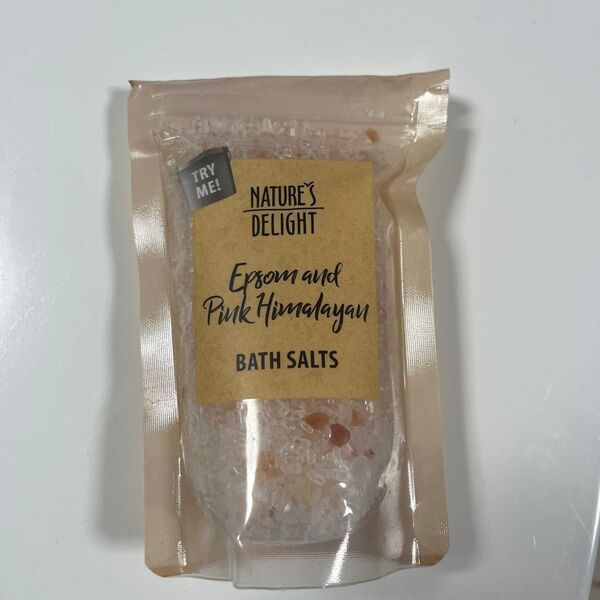 TRY
ME!
NATURE'S
DELIGHT
Epsom and
Pink Himalayan
BATH SALTS